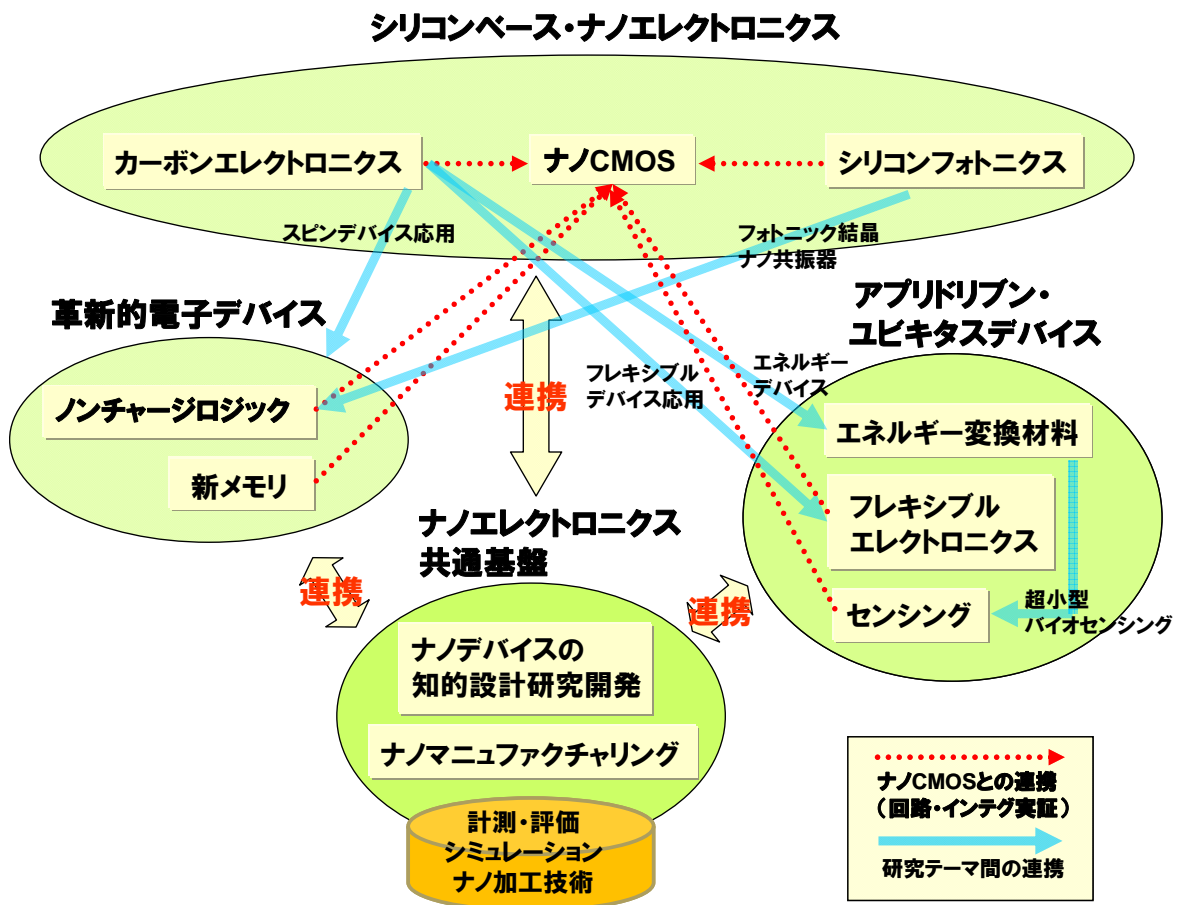 シリコンベース・ナノエレクトロニクス
カーボンエレクトロニクス
ナノCMOS
シリコンフォトニクス
スピンデバイス応用
フォトニック結晶
ナノ共振器
革新的電子デバイス
アプリドリブン・
ユビキタスデバイス
ノンチャージロジック
新メモリ
連携
フレキシブル
デバイス応用
エネルギー
デバイス
エネルギー変換材料
フレキシブル
エレクトロニクス
センシング
超小型
バイオセンシング
ナノエレクトロニクス
共通基盤
連携
連携
ナノデバイスの
知的設計研究開発
ナノマニュファクチャリング
計測・評価
シミュレーション
ナノ加工技術
ナノCMOSとの連携
（回路・インテグ実証）
研究テーマ間の連携